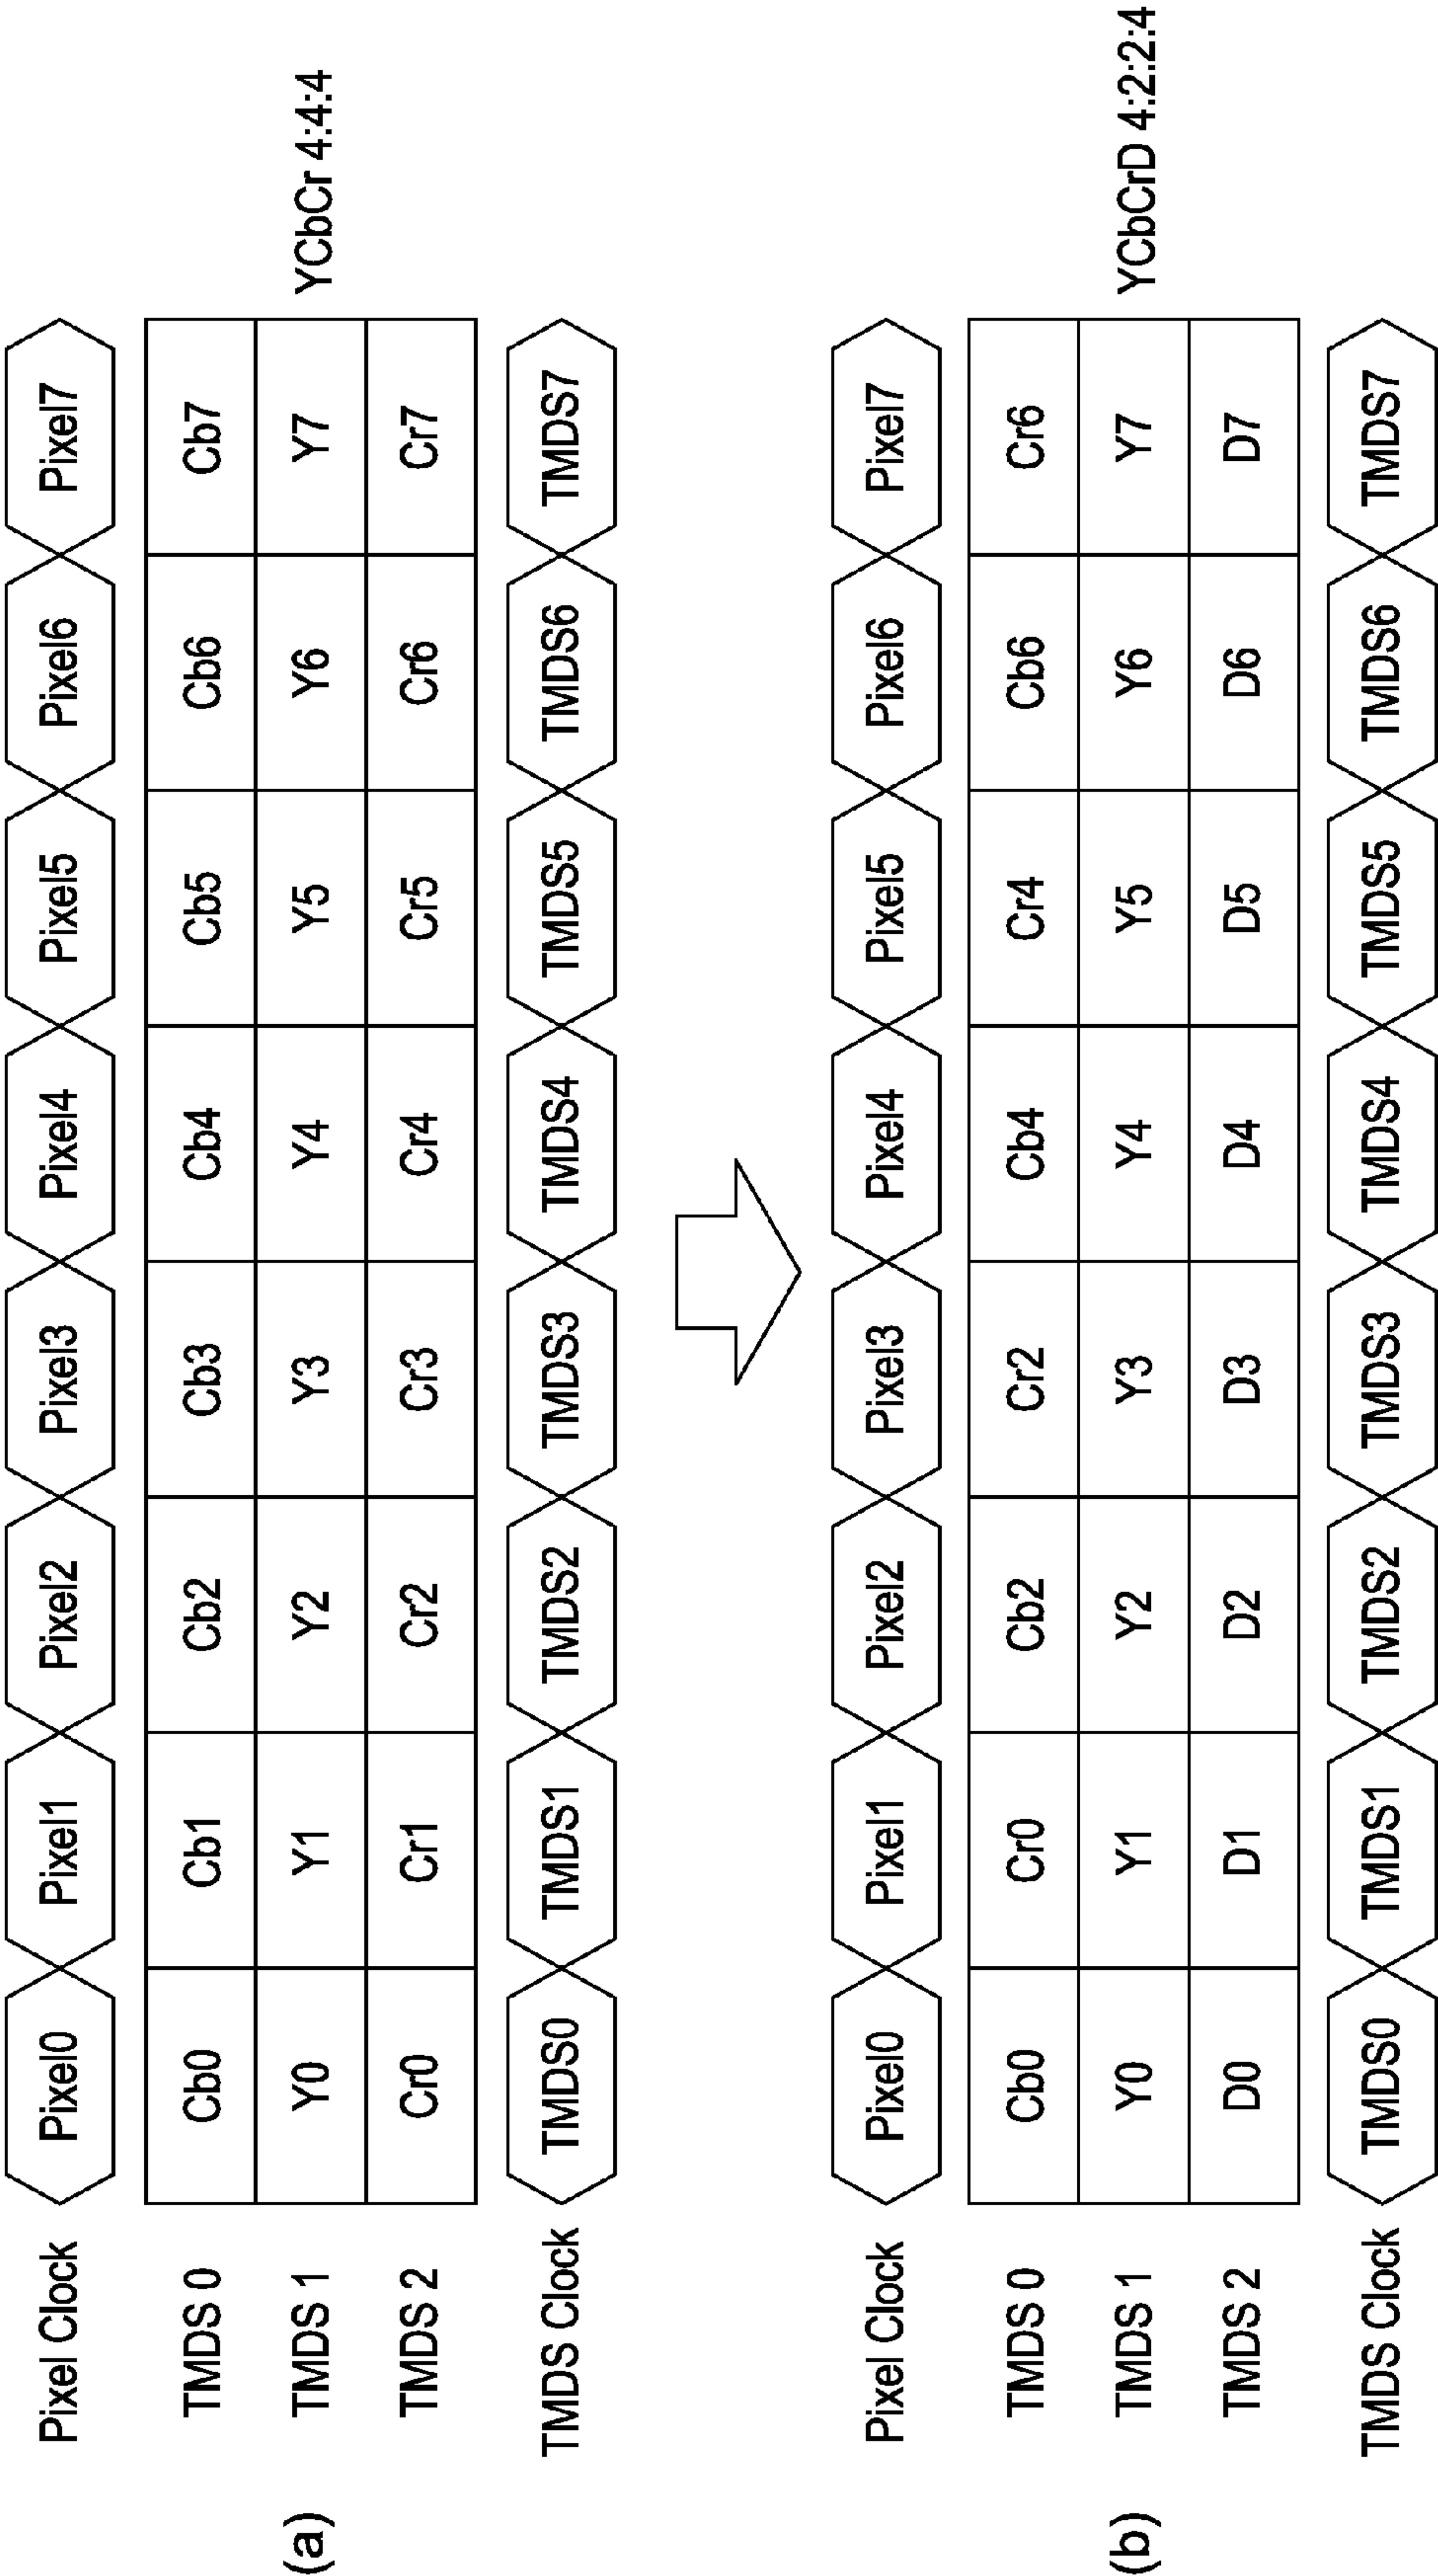 Pixel Clock Pixel0 Pixel1 Pixel2 Pixel3 Pixel4 Pixel5 Pixel6 Pixel7
TMDS 0 Cb0 Cb1 Cb2 Cb3 Cb4 Cb5 Cb6 Cb7
(a) TMDS 1 Y0 Y1 Y2 Y3 Y4 Y5 Y6 Y7 YCbCr 4:4:4
TMDS 2 Cr0 Cr1 Cr2 Cr3 Cr4 Cr5 Cr6 Cr7
TMDS Clock TMDS0 TMDS1 TMDS2 TMDS3 TMDS4 TMDS5 TMDS6 TMDS7
Pixel Clock Pixel0 Pixel1 Pixel2 Pixel3 Pixel4 Pixel5 Pixel6 Pixel7
TMDS 0 Cb0 Cr0 Cb2 Cr2 Cb4 Cr4 Cb6 Cr6
(b) TMDS 1 Y0 Y1 Y2 Y3 Y4 Y5 Y6 Y7 YCbCrD 4:2:2:4
TMDS 2 D0 D1 D2 D3 D4 D5 D6 D7
TMDS Clock TMDS0 TMDS1 TMDS2 TMDS3 TMDS4 TMDS5 TMDS6 TMDS7